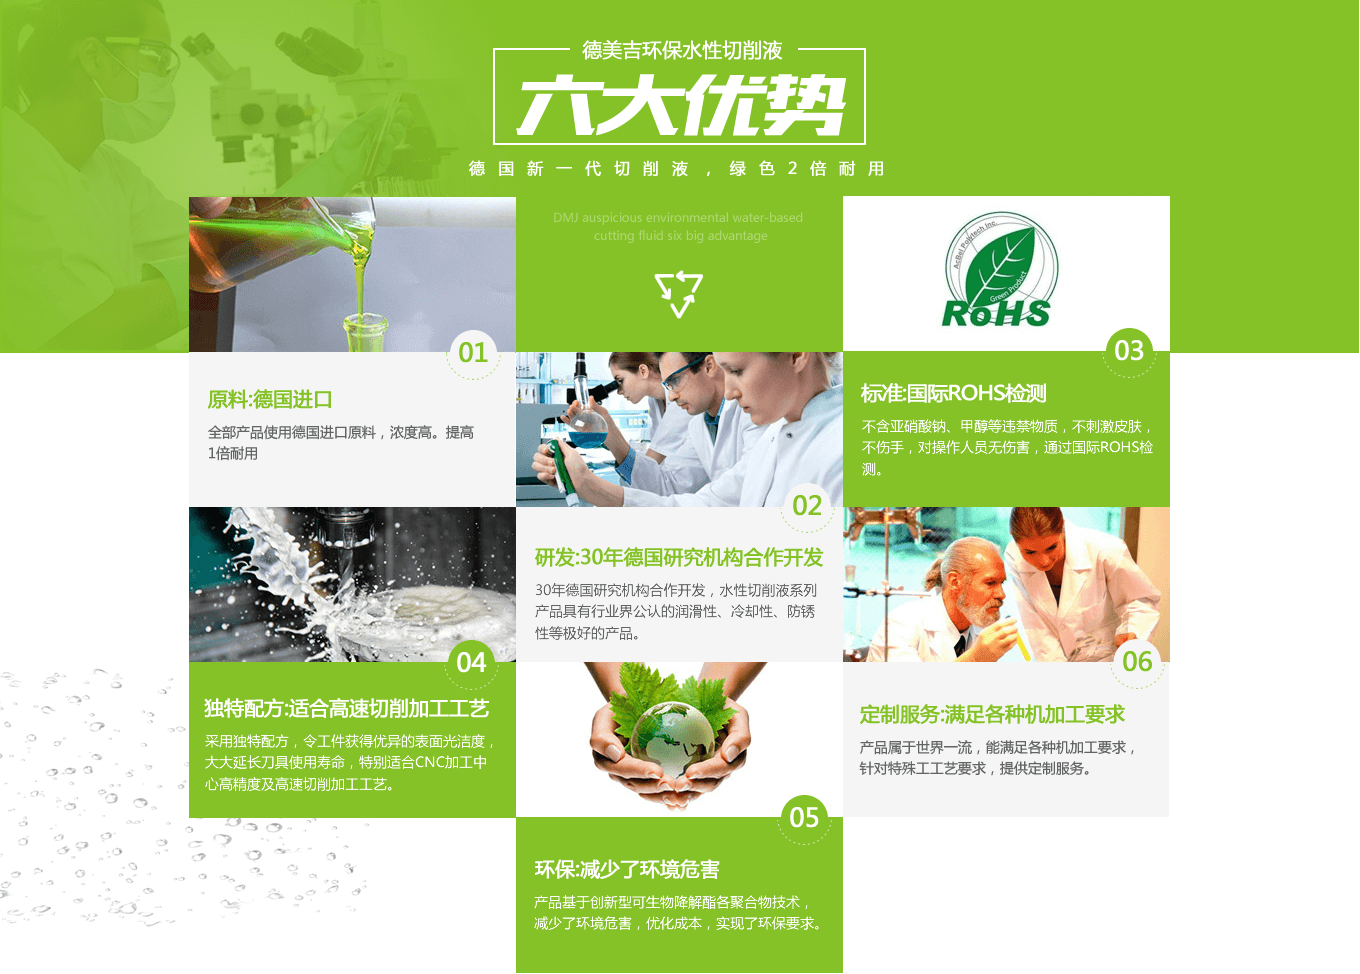 德美吉环保水性切削液
六大优势
德国新一代切削液，绿色2倍耐用
DMJ auspicious environmental water-based
cutting fluid six big advantage
01
原料:德国进口
全部产品使用德国进口原料，浓度高。提高
1倍耐用
02
研发:30年德国研究机构合作开发
30年德国研究机构合作开发，水性切削液系列
产品具有行业界公认的润滑性、冷却性、防锈
性等极好的产品。
AcBel Polytech Inc.
Green Product
RoHS
03
标准:国际ROHS检测
不含亚硝酸钠、甲醇等违禁物质，不刺激皮肤，
不伤手，对操作人员无伤害，通过国际ROHS检
测。
04
独特配方:适合高速切削加工工艺
采用独特配方，令工件获得优异的表面光洁度，
大大延长刀具使用寿命，特别适合CNC加工中
心高精度及高速切削加工工艺。
05
环保:减少了环境危害
产品基于创新型可生物降解酯各聚合物技术，
减少了环境危害，优化成本，实现了环保要求。
06
定制服务:满足各种机加工要求
产品属于世界一流，能满足各种机加工要求，
针对特殊工工艺要求，提供定制服务。